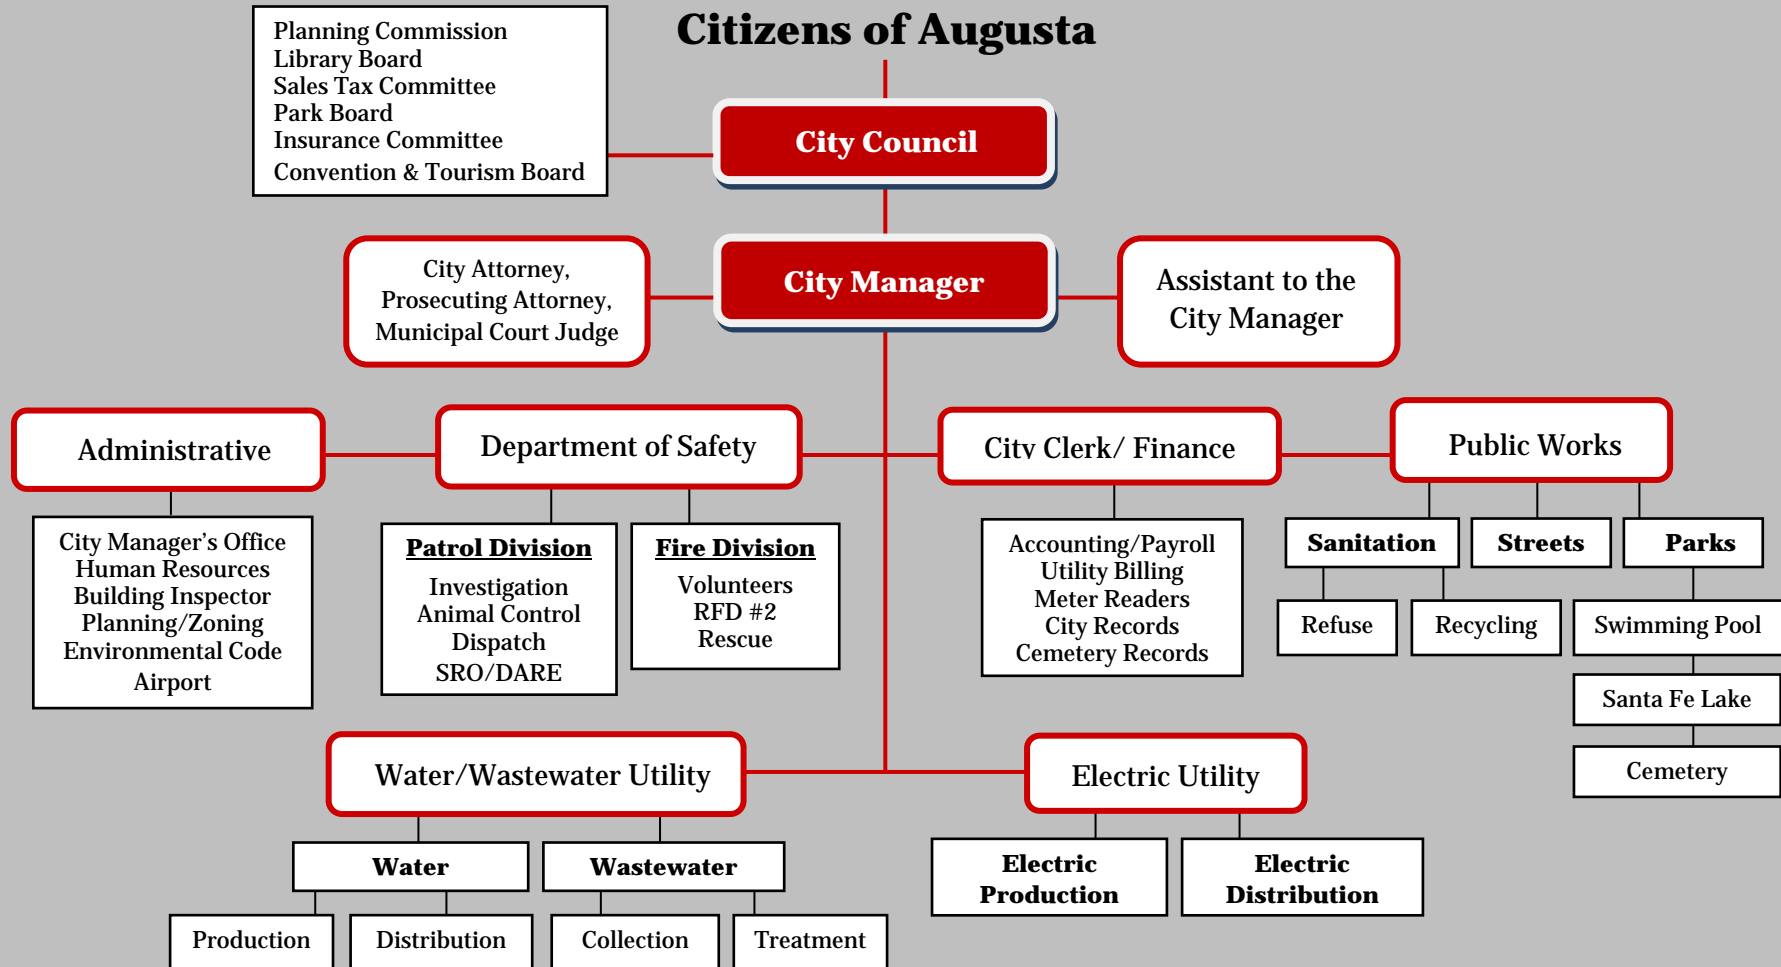 Citizens of Augusta
Planning Commission
Library Board
Sales Tax Committee
Park Board
Insurance Committee
Convention & Tourism Board
City Council
City Manager
City Attorney,
Prosecuting Attorney,
Municipal Court Judge
Assistant to the
City Manager
Administrative
Department of Safety
City Clerk/ Finance
Public Works
City Manager's Office
Human Resources
Building Inspector
Planning/Zoning
Environmental Code
Airport
Patrol Division
Investigation
Animal Control
Dispatch
SRO/DARE
Fire Division
Volunteers
RFD #2
Rescue
Accounting/Payroll
Utility Billing
Meter Readers
City Records
Cemetery Records
Sanitation
Streets
Parks
Refuse
Recycling
Swimming Pool
Santa Fe Lake
Cemetery
Water/Wastewater Utility
Electric Utility
Water
Wastewater
Electric
Production
Electric
Distribution
Production
Distribution
Collection
Treatment